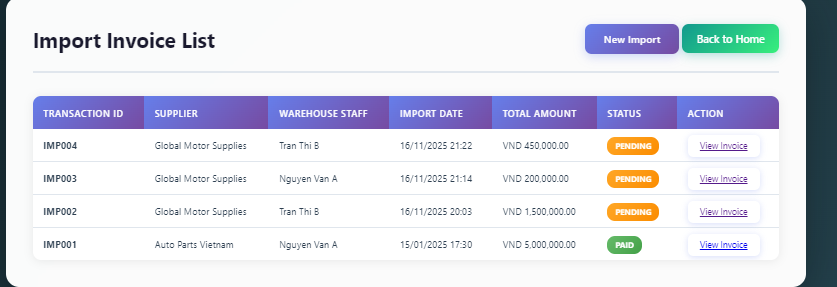 Import Invoice List
New Import
Back to Home
TRANSACTION ID SUPPLIER WAREHOUSE STAFF IMPORT DATE TOTAL AMOUNT STATUS ACTION
IMP004 Global Motor Supplies Tran Thi B 16/11/2025 21:22 VND 450,000.00 PENDING View Invoice
IMP003 Global Motor Supplies Nguyen Van A 16/11/2025 21:14 VND 200,000.00 PENDING View Invoice
IMP002 Global Motor Supplies Tran Thi B 16/11/2025 20:03 VND 1,500,000.00 PENDING View Invoice
IMP001 Auto Parts Vietnam Nguyen Van A 15/01/2025 17:30 VND 5,000,000.00 PAID View Invoice